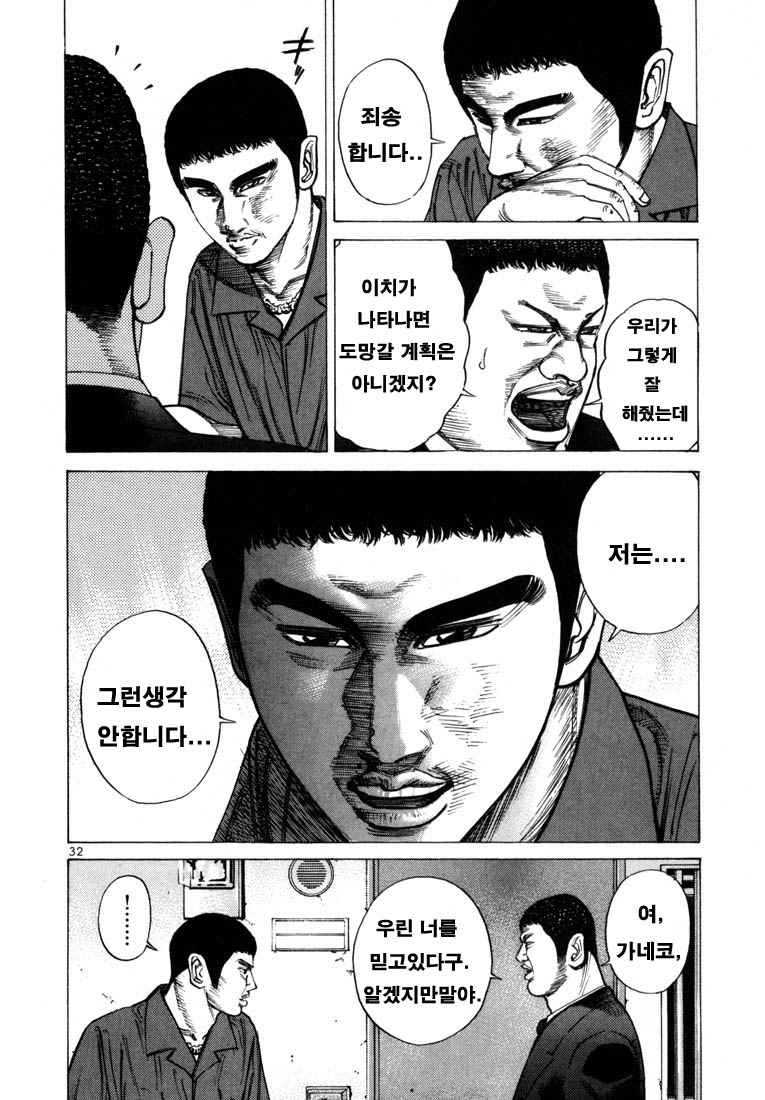 죄송
합니다..
우리가
그렇게
잘
해줬는데
......
이치가
나타나면
도망갈 계획은
아니겠지?
저는....
그런생각
안합니다...
32
여,
가네코,
우린 너를
믿고있다구.
알겠지만말야.
!....